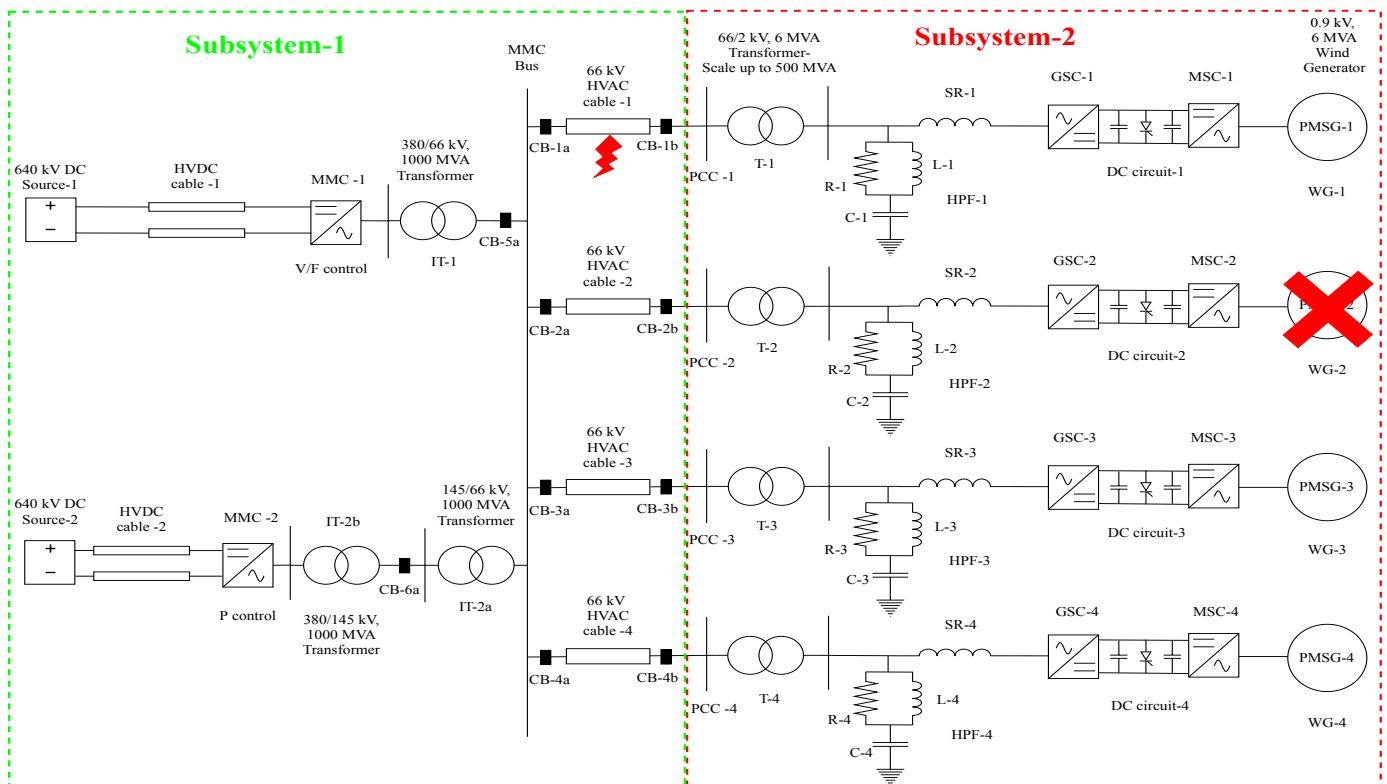 Subsystem-1
Subsystem-2
MMC
Bus
66 kV
HVAC
cable -1
CB-1a
CB-1b
380/66 kV,
1000 MVA
Transformer
640 kV DC
Source-1
HVDC
cable -1
MMC -1
V/F control
IT-1
CB-5a
66 kV
HVAC
cable -2
CB-2a
CB-2b
66 kV
HVAC
cable -3
CB-3a
CB-3b
145/66 kV,
1000 MVA
Transformer
640 kV DC
Source-2
HVDC
cable -2
MMC -2
P control
IT-2b
CB-6a
IT-2a
380/145 kV,
1000 MVA
Transformer
66 kV
HVAC
cable -4
CB-4a
CB-4b
66/2 kV, 6 MVA
Transformer-
Scale up to 500 MVA
0.9 kV,
6 MVA
Wind
Generator
PCC -1
T-1
SR-1
R-1
L-1
C-1
HPF-1
GSC-1
MSC-1
DC circuit-1
PMSG-1
WG-1
PCC -2
T-2
SR-2
R-2
L-2
C-2
HPF-2
GSC-2
MSC-2
DC circuit-2
WG-2
PCC -3
T-3
SR-3
R-3
L-3
C-3
HPF-3
GSC-3
MSC-3
DC circuit-3
PMSG-3
WG-3
PCC -4
T-4
SR-4
R-4
L-4
C-4
HPF-4
GSC-4
MSC-4
DC circuit-4
PMSG-4
WG-4